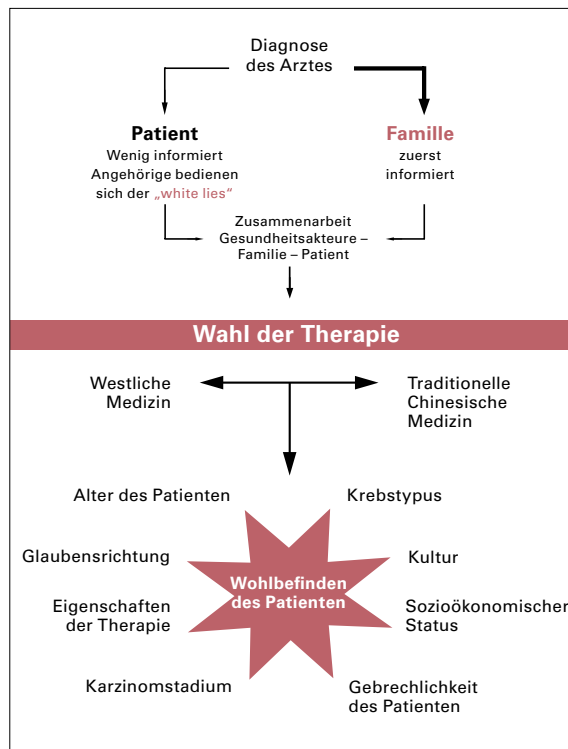 Diagnose
des Arztes
Patient
Wenig informiert
Angehörige bedienen
sich der „white lies“
Famille
zuerst
informiert
Zusammenarbeit
Gesundheitsakteure –
Familie – Patient
Wahl der Therapie
Westliche
Medizin
Traditionelle
Chinesische
Medizin
Alter des Patienten
Krebstypus
Glaubensrichtung
Kultur
Wohlbefinden
des Patienten
Eigenschaften
der Therapie
Sozioökonomischer
Status
Karzinomstadium
Gebrechlichkeit
des Patienten